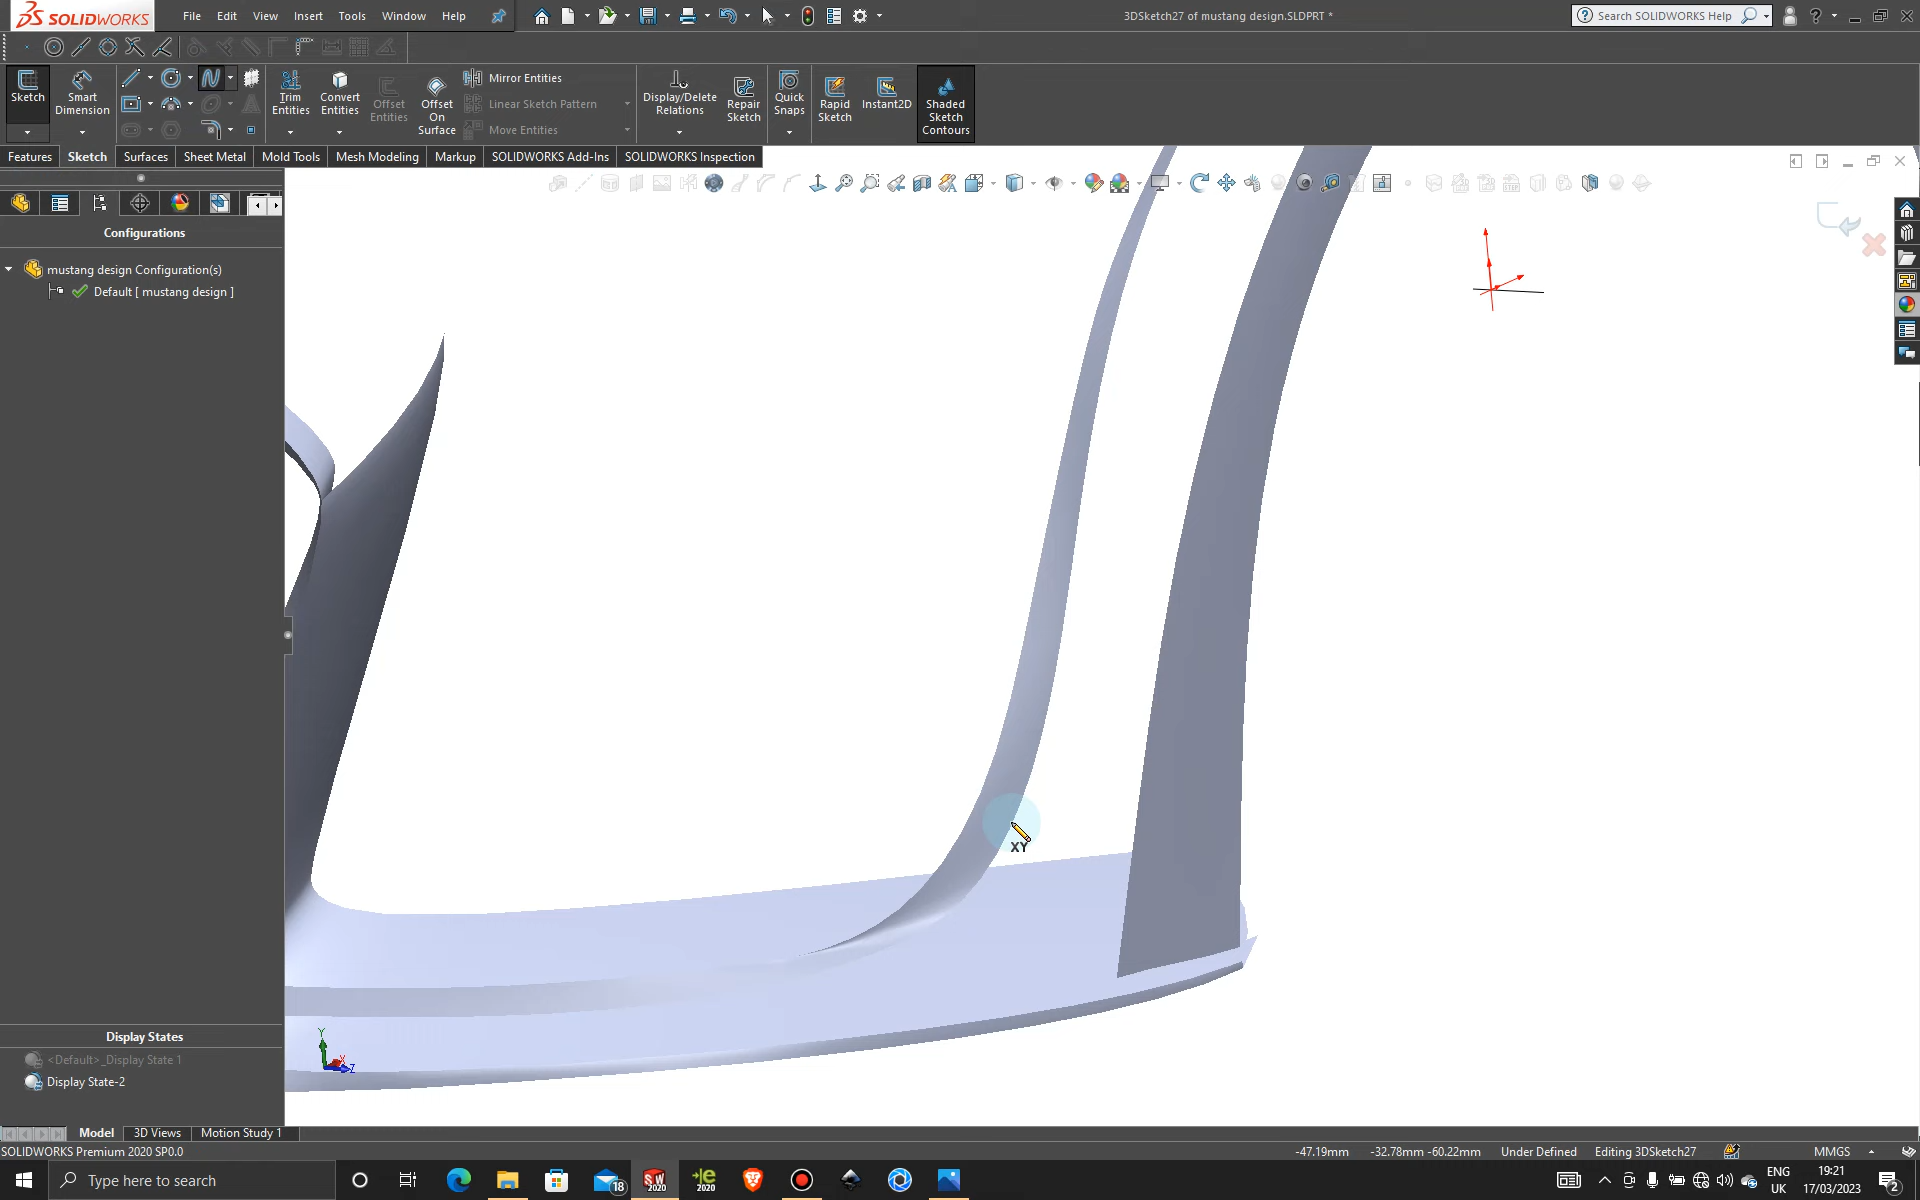 SOLIDWORKS
File Edit View Insert Tools Window Help
3DSketch27 of mustang design.SLDPRT *
Search SOLIDWORKS Help
Sketch
Smart Dimension
Trim Entities
Convert Entities
Offset Entities
Offset On Surface
Mirror Entities
Linear Sketch Pattern
Move Entities
Display/Delete Relations
Repair Sketch
Quick Snaps
Rapid Sketch
Instant2D
Shaded Sketch Contours
Features Sketch Surfaces Sheet Metal Mold Tools Mesh Modeling Markup SOLIDWORKS Add-Ins SOLIDWORKS Inspection
Configurations
mustang design Configuration(s)
Default [ mustang design ]
XY
Display States
<Default>_Display State 1
Display State-2
Y
X
Z
Model 3D Views Motion Study 1
SOLIDWORKS Premium 2020 SP0.0
-47.19mm -32.78mm -60.22mm Under Defined Editing 3DSketch27 MMGS
Type here to search
18
SW 2020
e 2020
ENG UK
19:21
17/03/2023
2